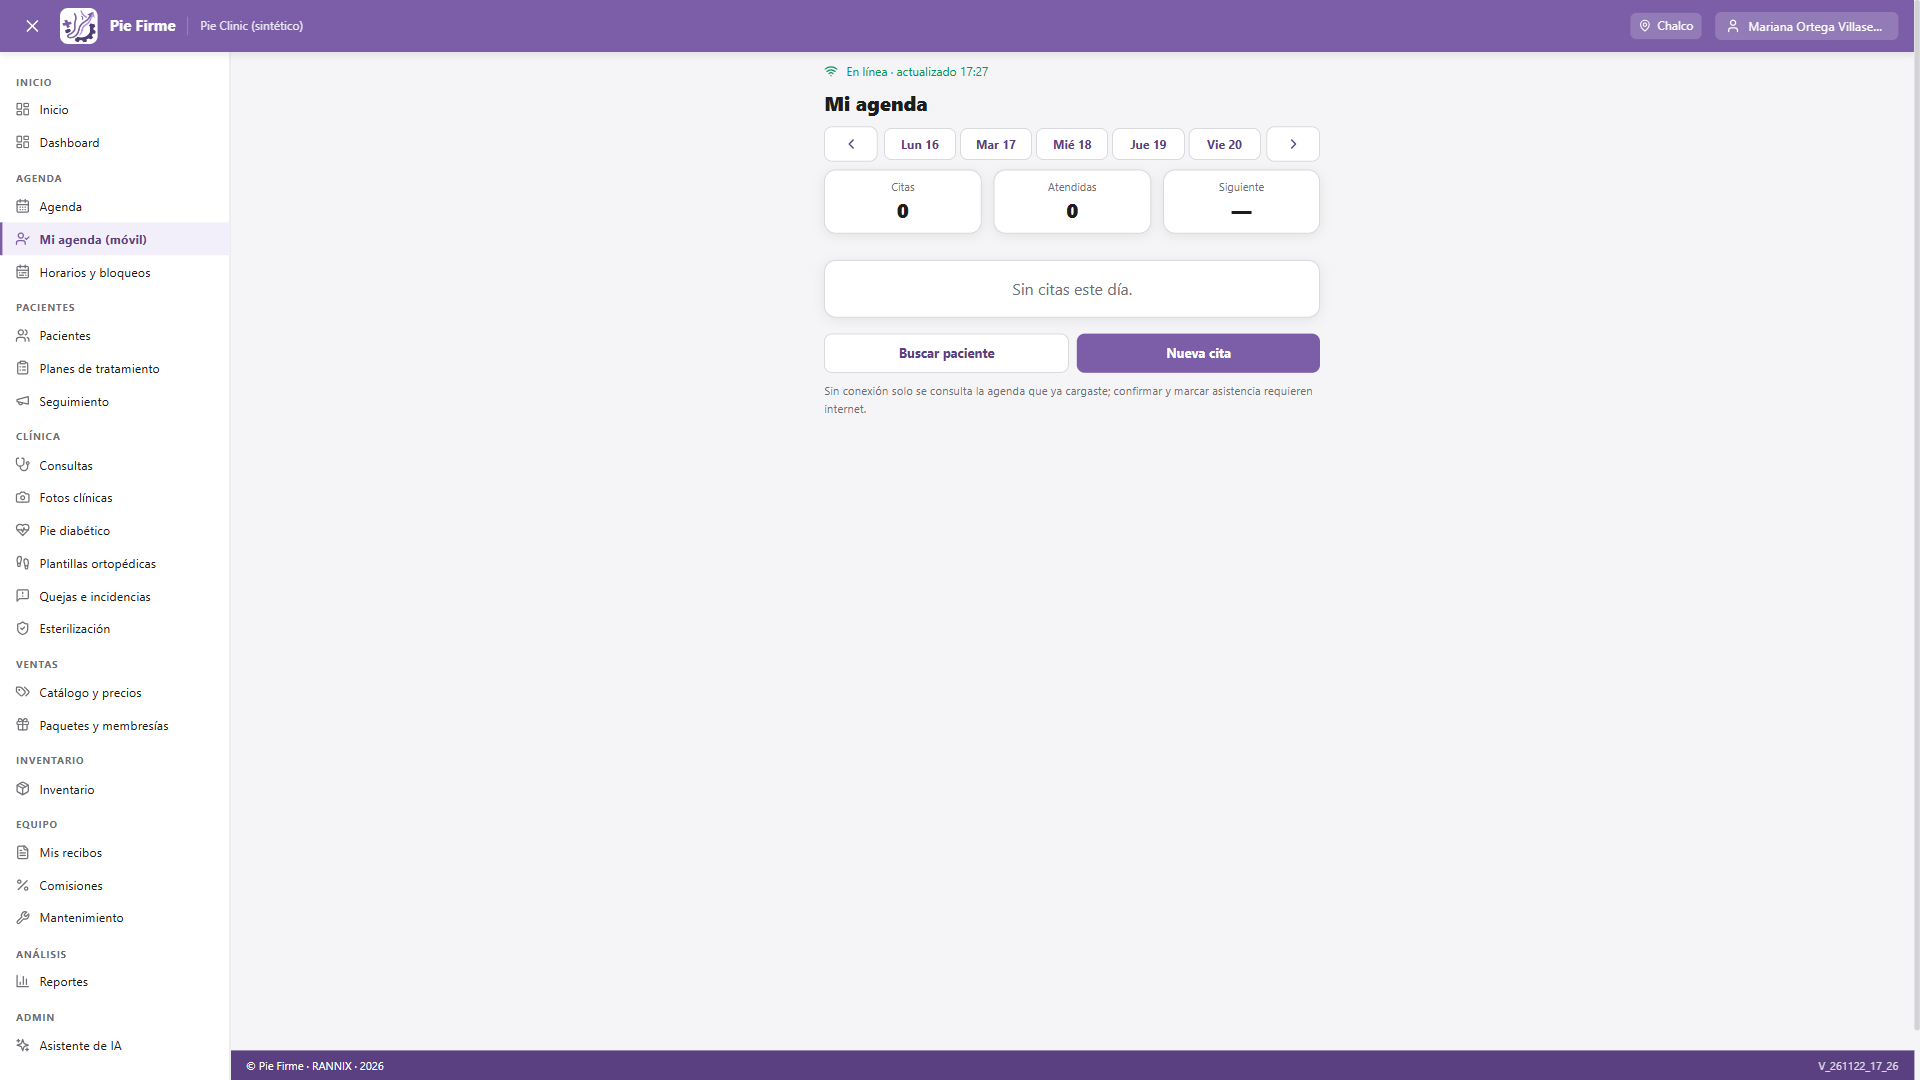 Pie Firme
Pie Clinic (sintético)
Chalco
Mariana Ortega Villase...
INICIO
Inicio
Dashboard
AGENDA
Agenda
Mi agenda (móvil)
Horarios y bloqueos
PACIENTES
Pacientes
Planes de tratamiento
Seguimiento
CLÍNICA
Consultas
Fotos clínicas
Pie diabético
Plantillas ortopédicas
Quejas e incidencias
Esterilización
VENTAS
Catálogo y precios
Paquetes y membresías
INVENTARIO
Inventario
EQUIPO
Mis recibos
Comisiones
Mantenimiento
ANÁLISIS
Reportes
ADMIN
Asistente de IA
En línea · actualizado 17:27
Mi agenda
Lun 16 Mar 17 Mié 18 Jue 19 Vie 20
Citas Atendidas Siguiente
0 0 —
Sin citas este día.
Buscar paciente Nueva cita
Sin conexión solo se consulta la agenda que ya cargaste; confirmar y marcar asistencia requieren
internet.
© Pie Firme · RANNIX · 2026
V_261122_17_26